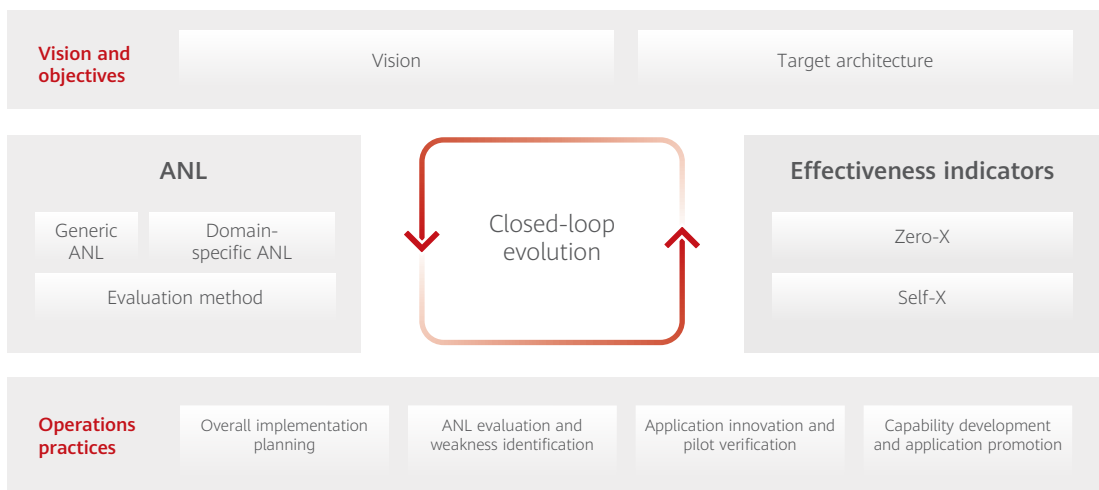 Vision and
objectives
Vision
Target architecture
ANL
Generic
ANL
Domain-
specific ANL
Evaluation method
Closed-loop
evolution
Effectiveness indicators
Zero-X
Self-X
Operations
practices
Overall implementation
planning
ANL evaluation and
weakness identification
Application innovation and
pilot verification
Capability development
and application promotion